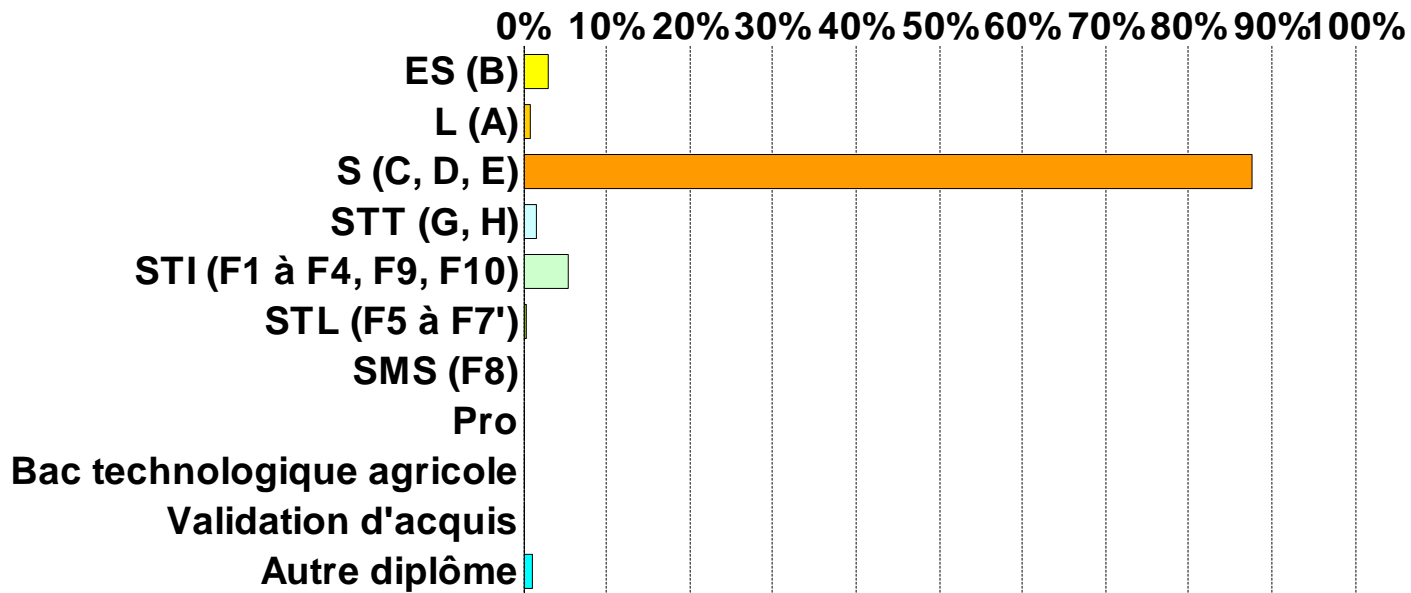 0% 10% 20% 30% 40% 50% 60% 70% 80% 90% 100%
ES (B)
L (A)
S (C, D, E)
STT (G, H)
STI (F1 à F4, F9, F10)
STL (F5 à F7')
SMS (F8)
Pro
Bac technologique agricole
Validation d'acquis
Autre diplôme